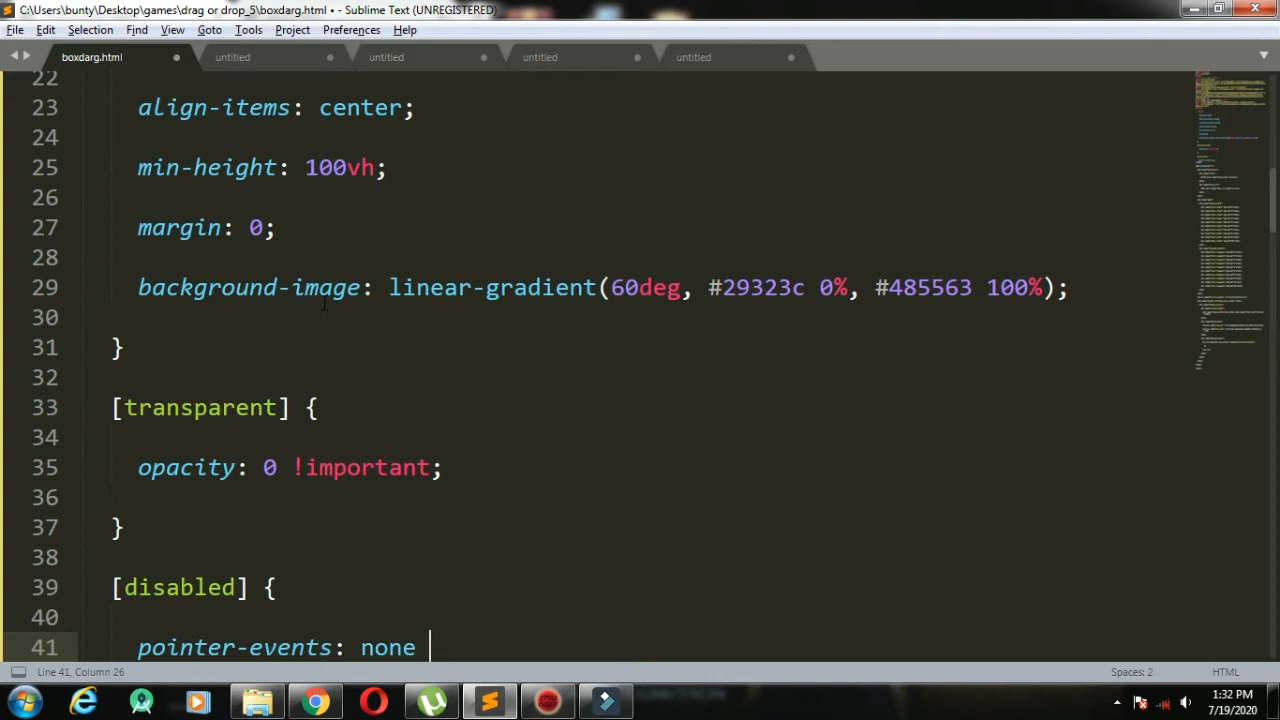 C:\Users\bunty\Desktop\games\drag or drop_5\boxdarg.html • - Sublime Text (UNREGISTERED)
File Edit Selection Find View Goto Tools Project Preferences Help
boxdarg.html untitled untitled untitled untitled
22
23 align-items: center;
24
25 min-height: 100vh;
26
27 margin: 0;
28
29 background-image: linear-gradient(60deg, #29323c 0%, #485563 100%);
30
31 }
32
33 [transparent] {
34
35 opacity: 0 !important;
36
37 }
38
39 [disabled] {
40
41 pointer-events: none
Line 41, Column 26 Spaces: 2 HTML
1:32 PM
7/19/2020